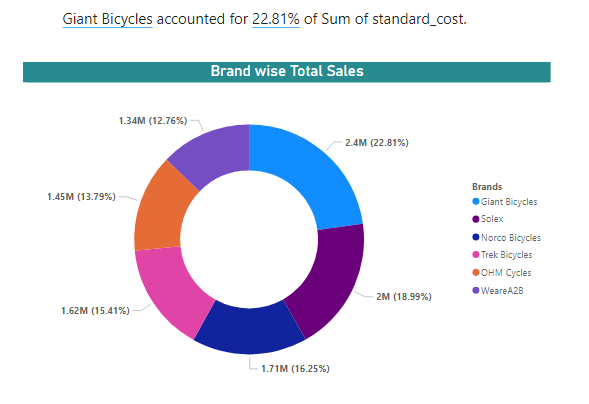 Giant Bicycles accounted for 22.81% of Sum of standard_cost.
Brand wise Total Sales
1.34M (12.76%)
2.4M (22.81%)
1.45M (13.79%)
2M (18.99%)
1.62M (15.41%)
1.71M (16.25%)
Brands
Giant Bicycles
Solex
Norco Bicycles
Trek Bicycles
OHM Cycles
WeareA2B